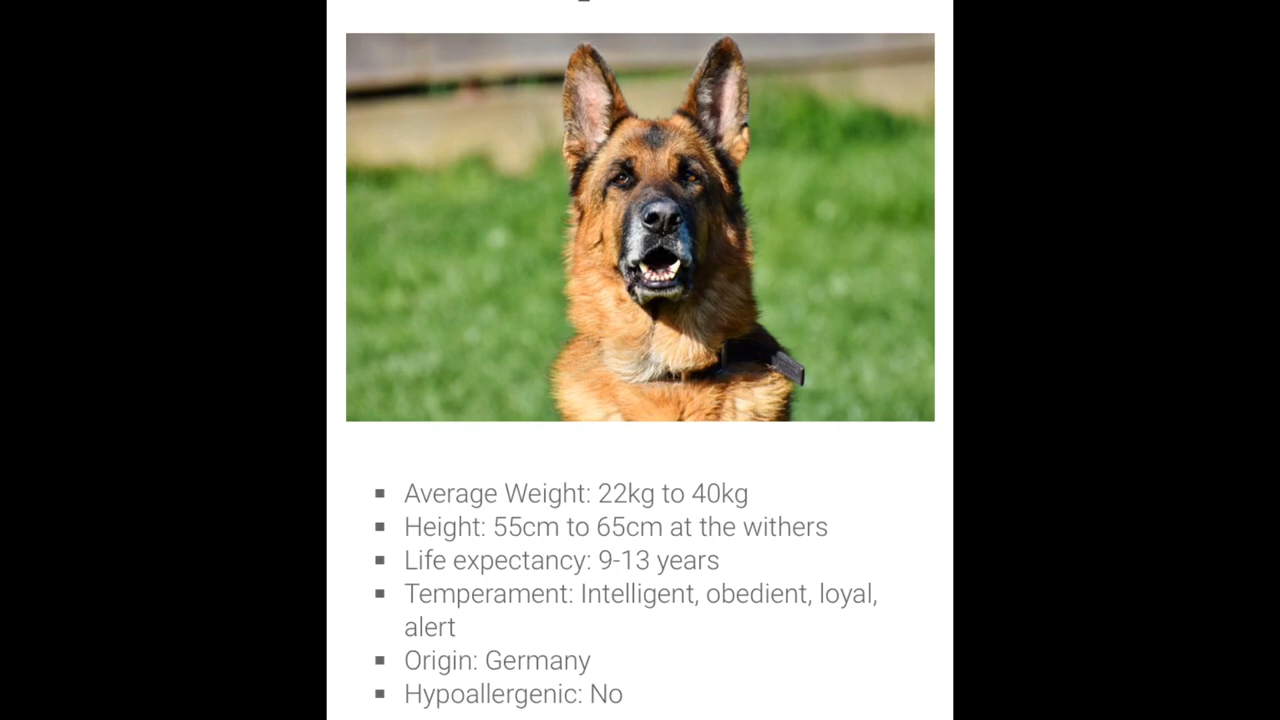 ▪ Average Weight: 22kg to 40kg
▪ Height: 55cm to 65cm at the withers
▪ Life expectancy: 9-13 years
▪ Temperament: Intelligent, obedient, loyal,
alert
▪ Origin: Germany
▪ Hypoallergenic: No